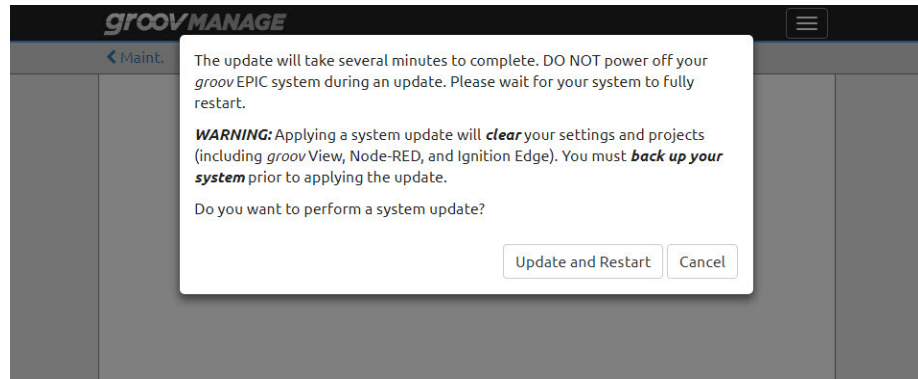 groov MANAGE
Maint.
The update will take several minutes to complete. DO NOT power off your
groov EPIC system during an update. Please wait for your system to fully
restart.
WARNING: Applying a system update will clear your settings and projects
(including groov View, Node-RED, and Ignition Edge). You must back up your
system prior to applying the update.
Do you want to perform a system update?
Update and Restart Cancel